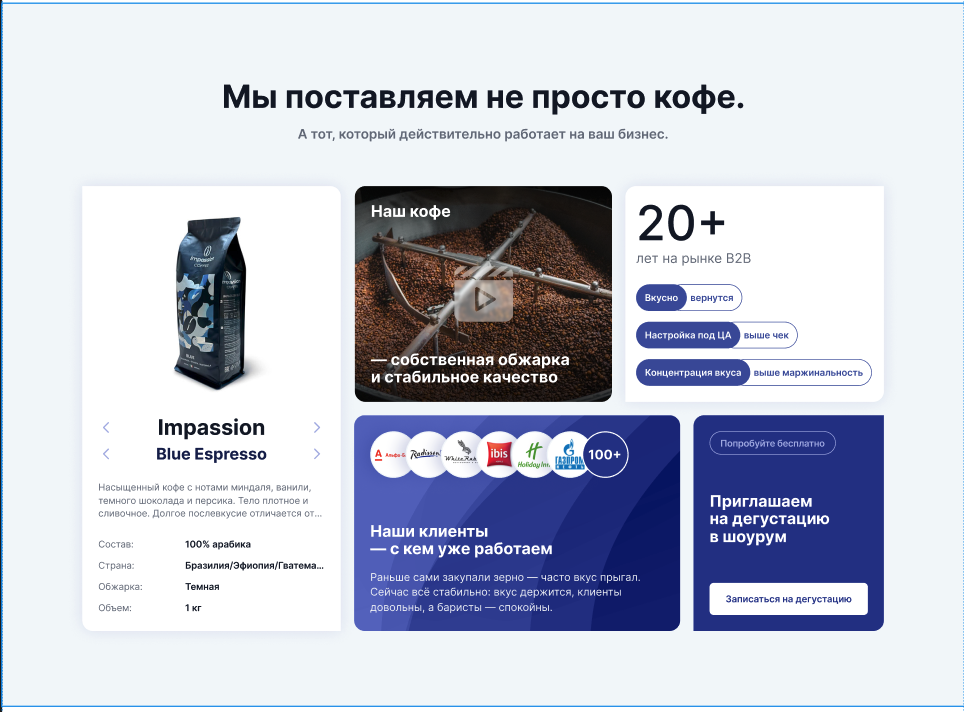 Мы поставляем не просто кофе.
А тот, который действительно работает на ваш бизнес.
Impassion
COFFEE
Impassion
Blue Espresso
Насыщенный кофе с нотами миндаля, ванили,
темного шоколада и персика. Тело плотное и
сливочное. Долгое послевкусие отличается от...
Состав: 100% арабика
Страна: Бразилия/Эфиопия/Гватема...
Обжарка: Темная
Объем: 1 кг
Наш кофе
— собственная обжарка
и стабильное качество
20+
лет на рынке B2B
Вкусно вернутся
Настройка под ЦА выше чек
Концентрация вкуса выше маржинальность
А Альфа-Б
Radisson
WhiteRab
ibis
H
Holiday Inn
ГАЗПРОМ
100+
Наши клиенты
— с кем уже работаем
Раньше сами закупали зерно — часто вкус прыгал.
Сейчас всё стабильно: вкус держится, клиенты
довольны, а баристы — спокойны.
Попробуйте бесплатно
Приглашаем
на дегустацию
в шоурум
Записаться на дегустацию